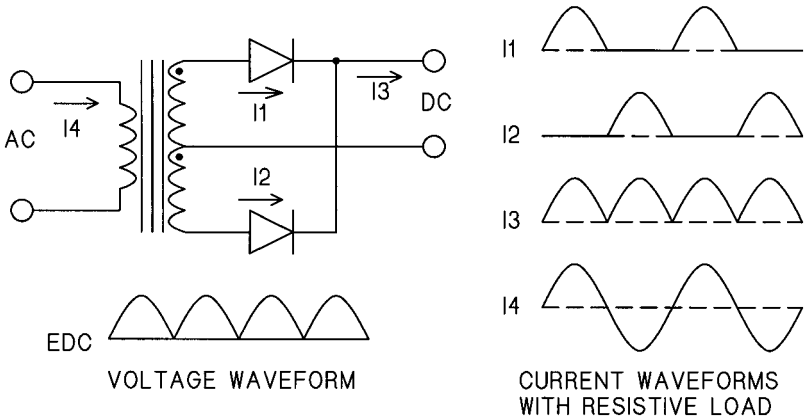 AC
I4
I1
I3
DC
I2
EDC
VOLTAGE WAVEFORM
I1
I2
I3
I4
CURRENT WAVEFORMS
WITH RESISTIVE LOAD